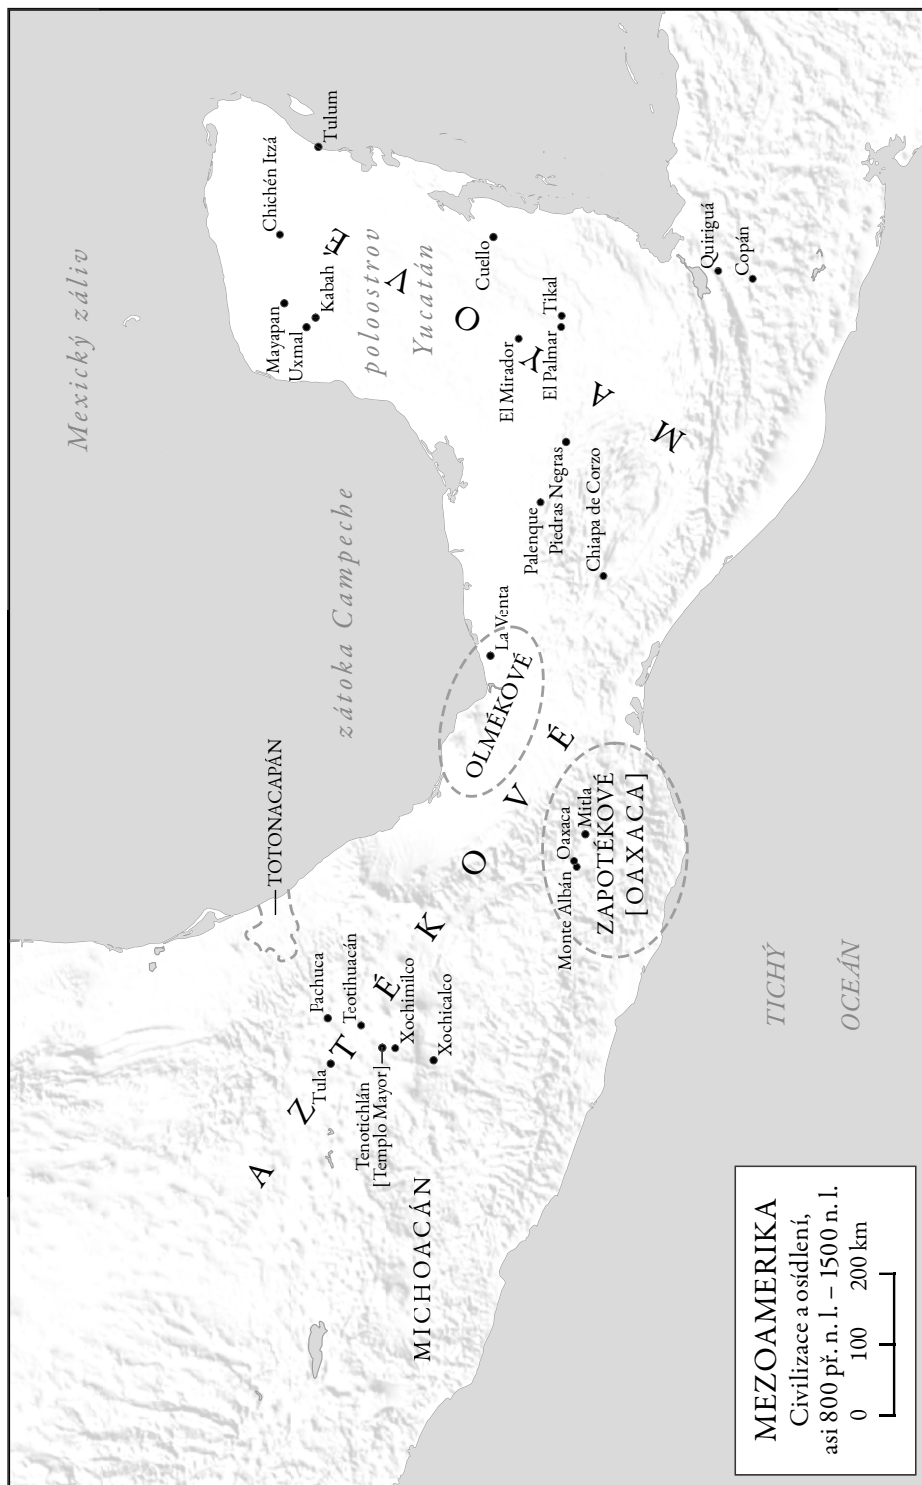 Mexický záliv
zátoka Campeche
poloostrov
Yucatán
TICHÝ
OCEÁN
AZTÉKOVÉ
MAYOVÉ
TOTONACAPÁN
OLMÉKOVÉ
ZAPOTÉKOVÉ
[OAXACA]
MICHOACÁN
Tula
Pachuca
Teotihuacán
Tenotichlán
[Templo Mayor]
Xochimilco
Xochicalco
Monte Albán
Oaxaca
Mitla
La Venta
Palenque
Piedras Negras
Chiapa de Corzo
El Mirador
El Palmar
Tikal
Cuello
Mayapan
Uxmal
Kabah
Chichén Itzá
Tulum
Quiriguá
Copán
MEZOAMERIKA
Civilizace a osídlení,
asi 800 př. n. l. – 1500 n. l.
0 100 200 km